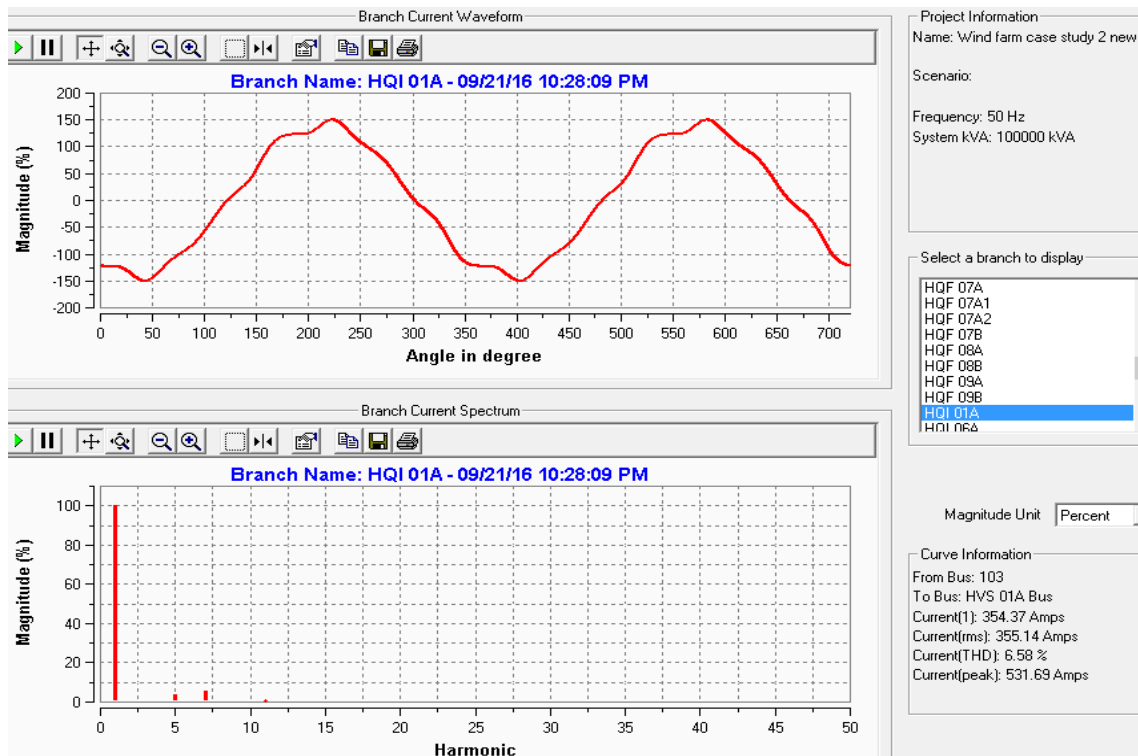 Branch Current Waveform
Branch Name: HQI 01A - 09/21/16 10:28:09 PM
Magnitude (%)
200
150
100
50
0
-50
-100
-150
-200
0 50 100 150 200 250 300 350 400 450 500 550 600 650 700
Angle in degree
Branch Current Spectrum
Branch Name: HQI 01A - 09/21/16 10:28:09 PM
Magnitude (%)
100
80
60
40
20
0
0 5 10 15 20 25 30 35 40 45 50
Harmonic
Project Information
Name: Wind farm case study 2 new
Scenario:
Frequency: 50 Hz
System kVA: 100000 kVA
Select a branch to display
HQF 07A
HQF 07A1
HQF 07A2
HQF 07B
HQF 08A
HQF 08B
HQF 09A
HQF 09B
HQI 01A
HQI 06A
Magnitude Unit Percent
Curve Information
From Bus: 103
To Bus: HVS 01A Bus
Current(1): 354.37 Amps
Current(rms): 355.14 Amps
Current(THD): 6.58 %
Current(peak): 531.69 Amps